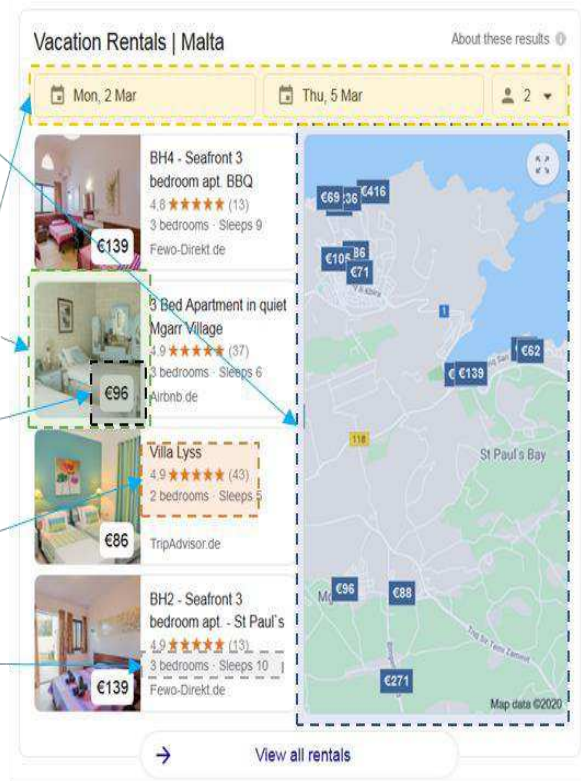 Vacation Rentals | Malta
About these results
Mon, 2 Mar
Thu, 5 Mar
2
BH4 - Seafront 3
bedroom apt. BBQ
4,8 ★★★★★ (13)
3 bedrooms · Sleeps 9
Fewo-Direkt.de
€139
3 Bed Apartment in quiet
Mgarr Village
4,9 ★★★★★ (37)
3 bedrooms · Sleeps 6
Airbnb.de
€96
Villa Lyss
4,9 ★★★★★ (43)
2 bedrooms · Sleeps 5
TripAdvisor.de
€86
BH2 - Seafront 3
bedroom apt. - St Paul's
4,9 ★★★★★ (13)
3 bedrooms · Sleeps 10
Fewo-Direkt.de
€139
€69
€416
€71
1
€62
€139
118
St Paul's Bay
€96
€88
€271
Map data ©2020
View all rentals